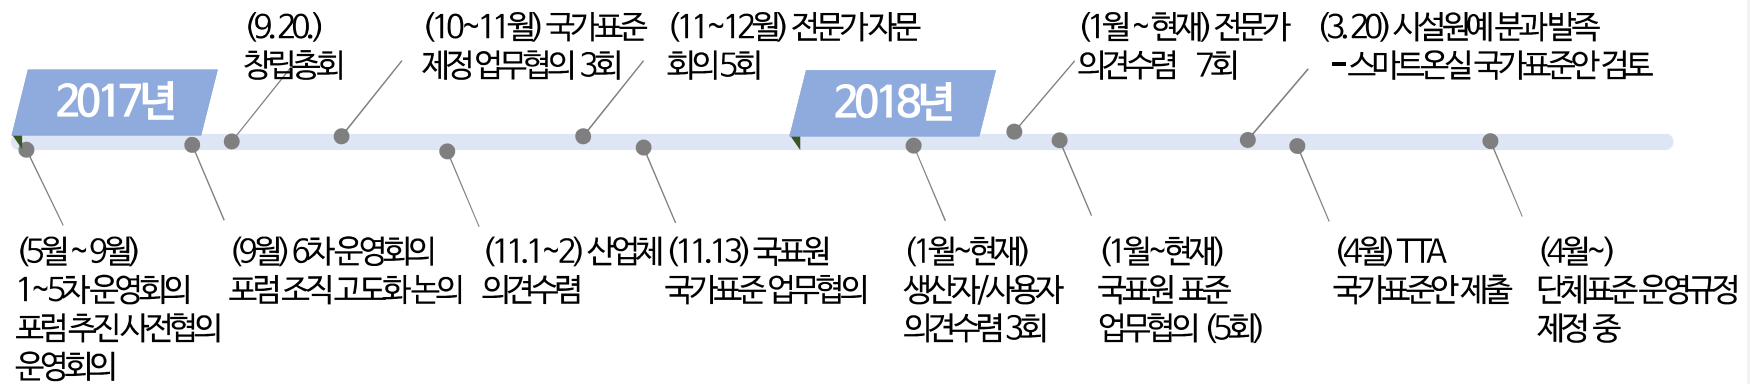 2017년
(5월 ~ 9월)
1~5차 운영회의
포럼 추진 사전협의
운영회의
(9월) 6차 운영회의
포럼 조직 고도화 논의
(9. 20.)
창립총회
(10~11월) 국가표준
제정 업무협의 3회
(11.1~2) 산업체
의견수렴
(11~12월) 전문가 자문
회의 5회
(11.13) 국표원
국가표준 업무협의
2018년
(1월~현재)
생산자/사용자
의견수렴 3회
(1월 ~ 현재) 전문가
의견수렴 7회
(1월~현재)
국표원 표준
업무협의 (5회)
(3. 20) 시설원예 분과 발족
- 스마트온실 국가표준안 검토
(4월) TTA
국가표준안 제출
(4월~)
단체표준 운영규정
제정 중